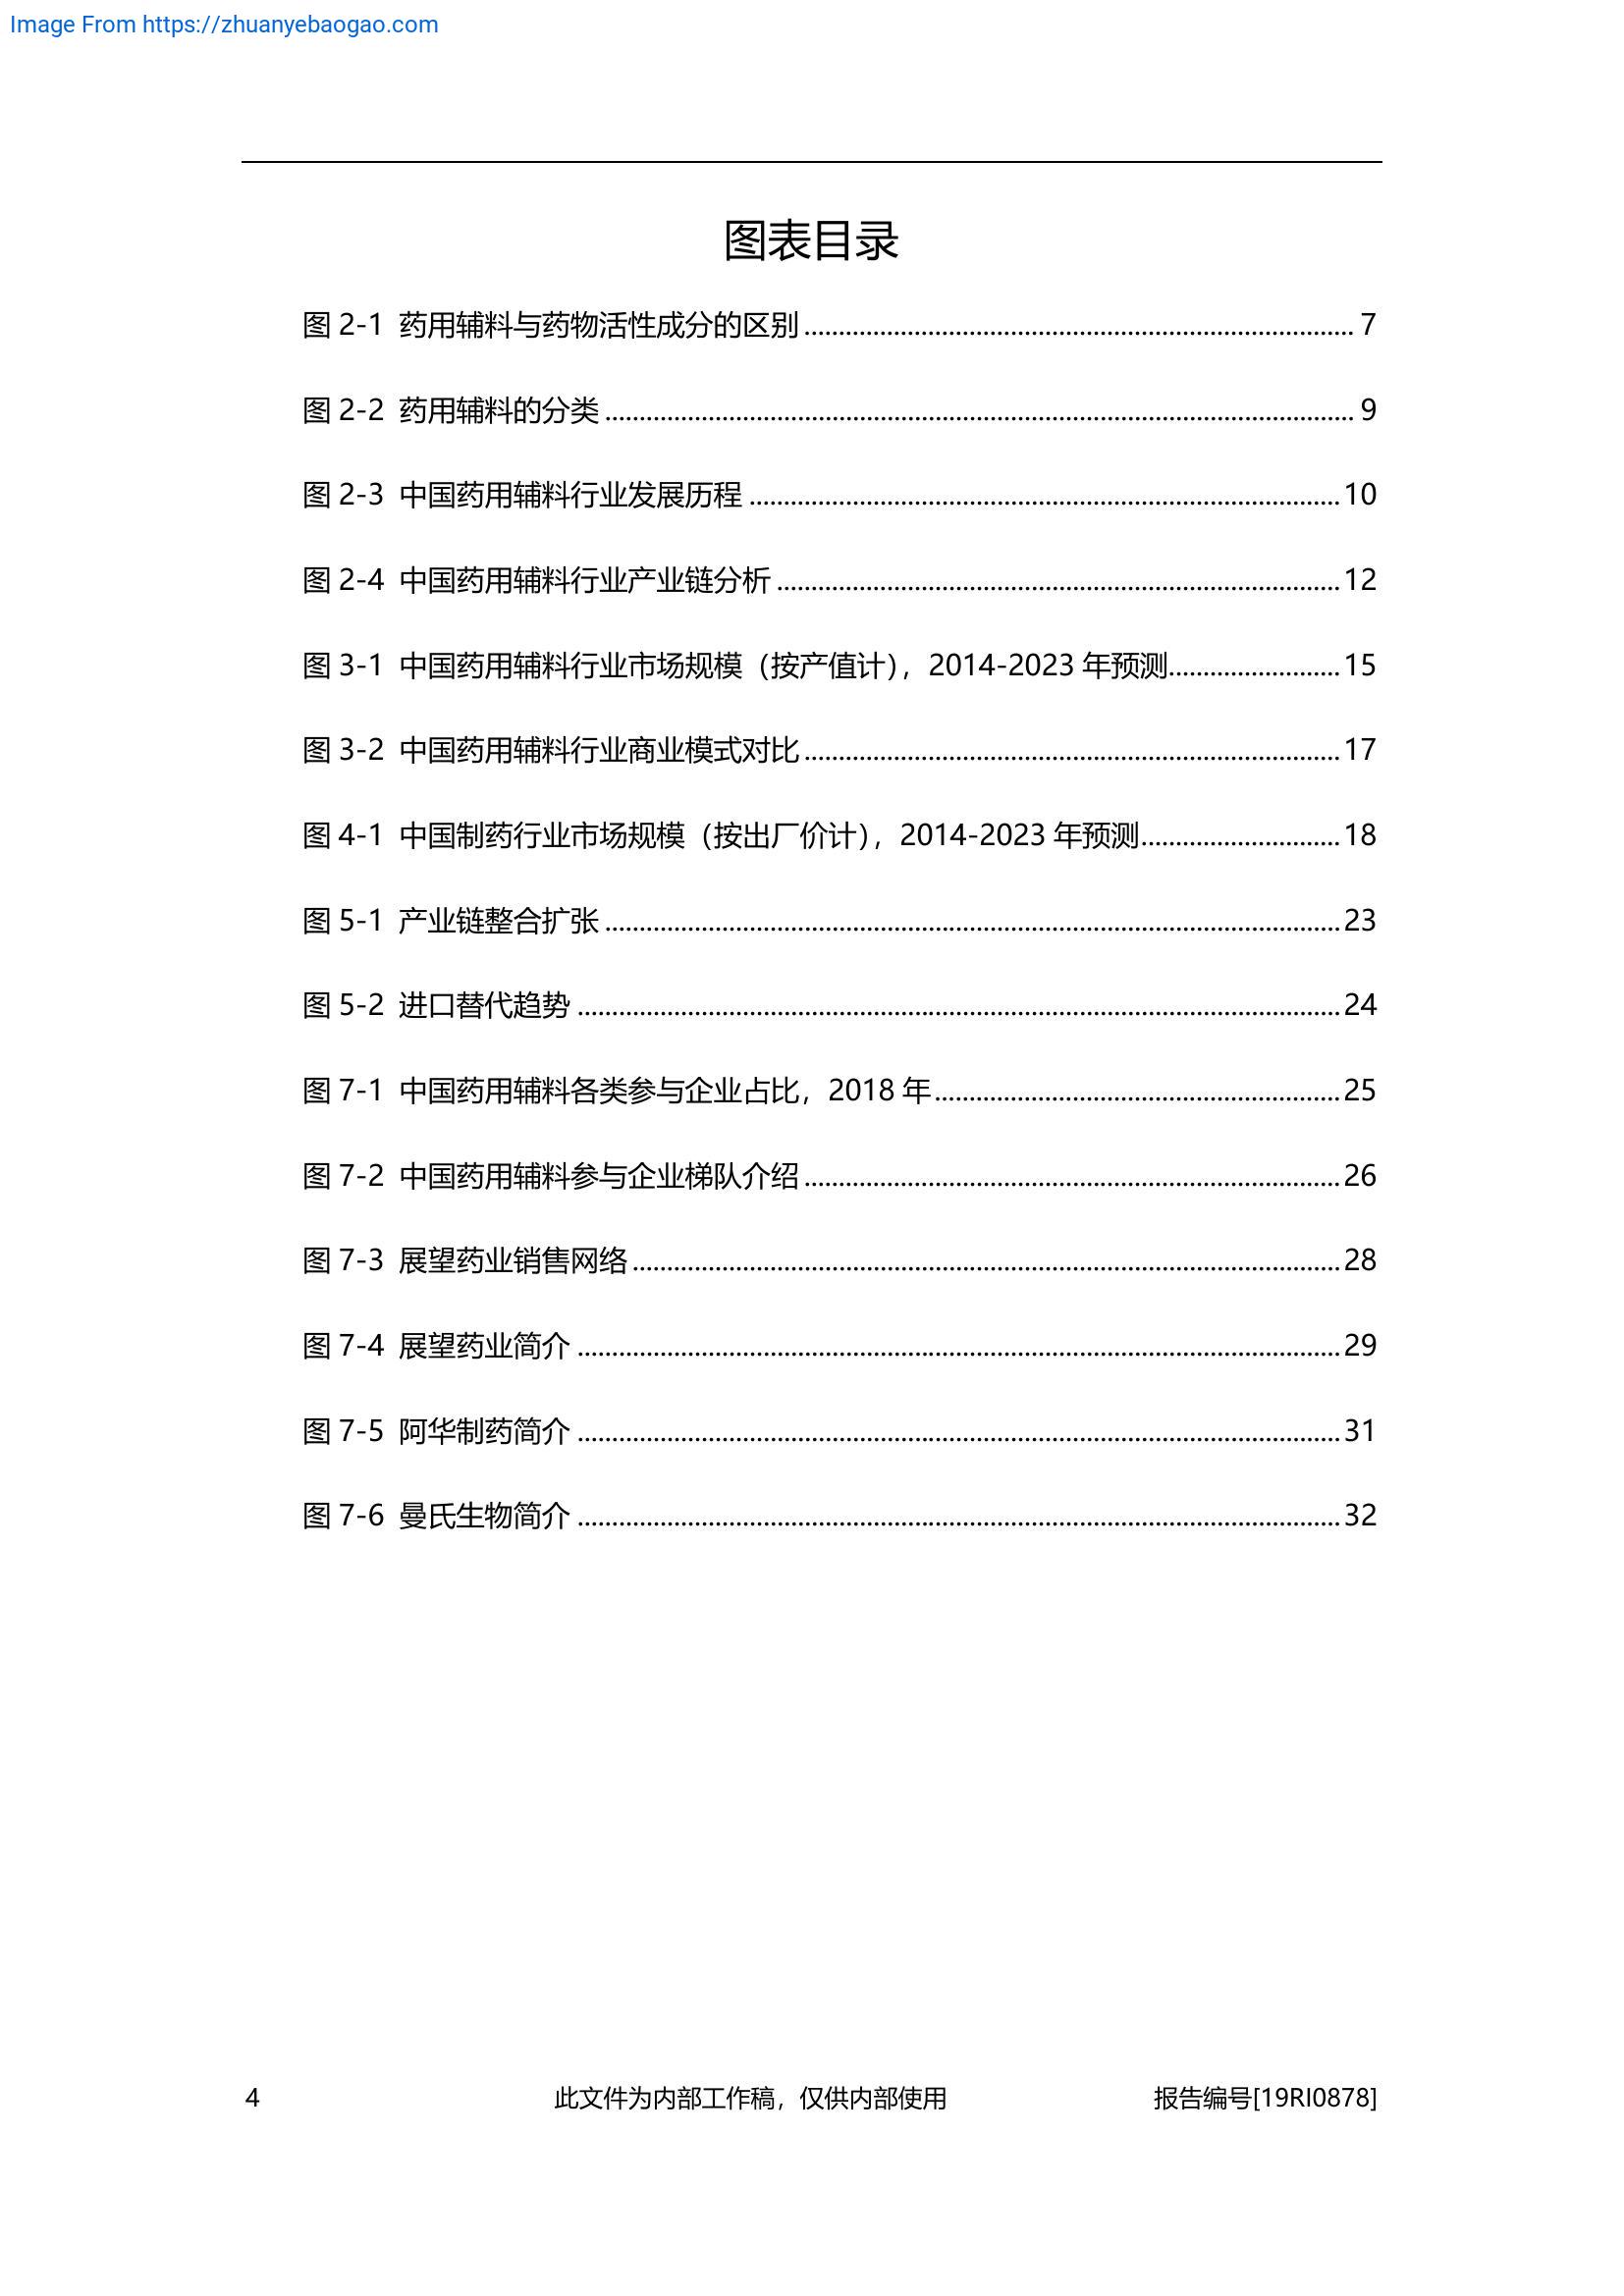 Image From https://zhuanyebaogao.com
图表目录
图 2-1 药用辅料与药物活性成分的区别 ........ 7
图 2-2 药用辅料的分类 ........ 9
图 2-3 中国药用辅料行业发展历程 ........ 10
图 2-4 中国药用辅料行业产业链分析 ........ 12
图 3-1 中国药用辅料行业市场规模（按产值计），2014-2023 年预测........ 15
图 3-2 中国药用辅料行业商业模式对比 ........ 17
图 4-1 中国制药行业市场规模（按出厂价计），2014-2023 年预测........ 18
图 5-1 产业链整合扩张 ........ 23
图 5-2 进口替代趋势 ........ 24
图 7-1 中国药用辅料各类参与企业占比，2018 年 ........ 25
图 7-2 中国药用辅料参与企业梯队介绍 ........ 26
图 7-3 展望药业销售网络 ........ 28
图 7-4 展望药业简介 ........ 29
图 7-5 阿华制药简介 ........ 31
图 7-6 曼氏生物简介 ........ 32
4 此文件为内部工作稿，仅供内部使用 报告编号[19RI0878]